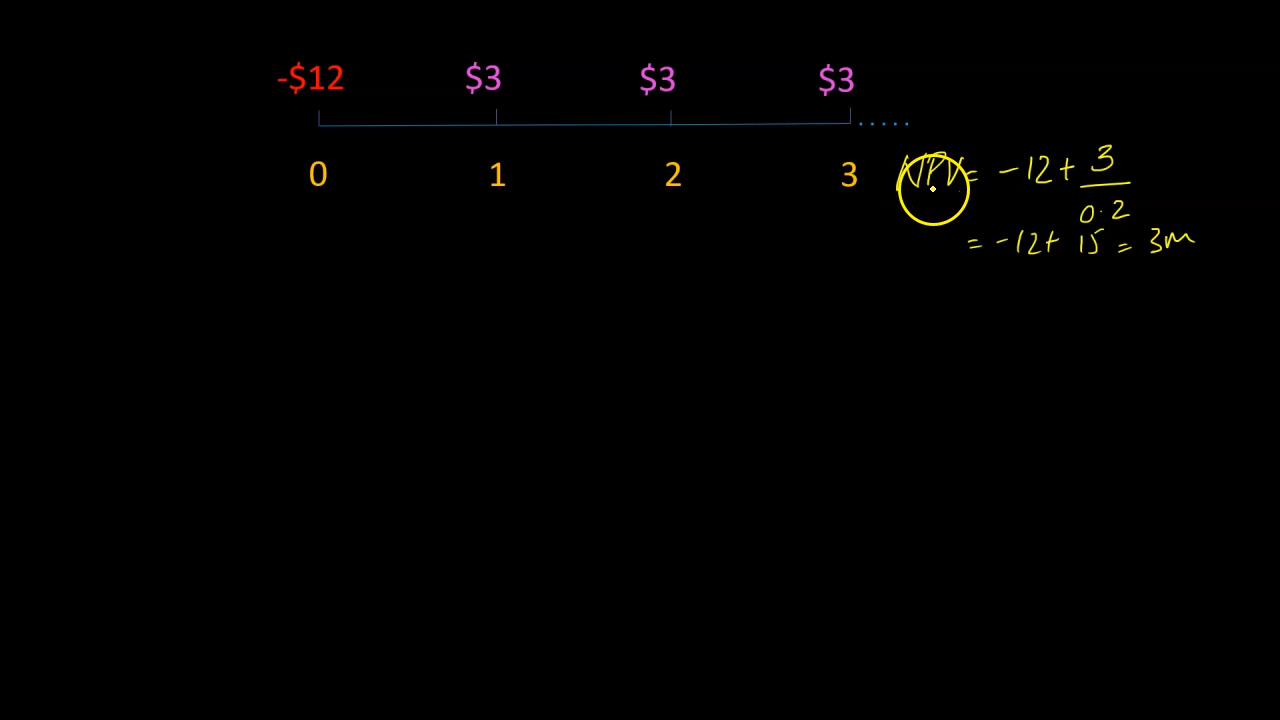 -$12 $3 $3 $3
.....
0 1 2 3
NPV = -12 + 3
0.2
= -12 + 15 = 3m